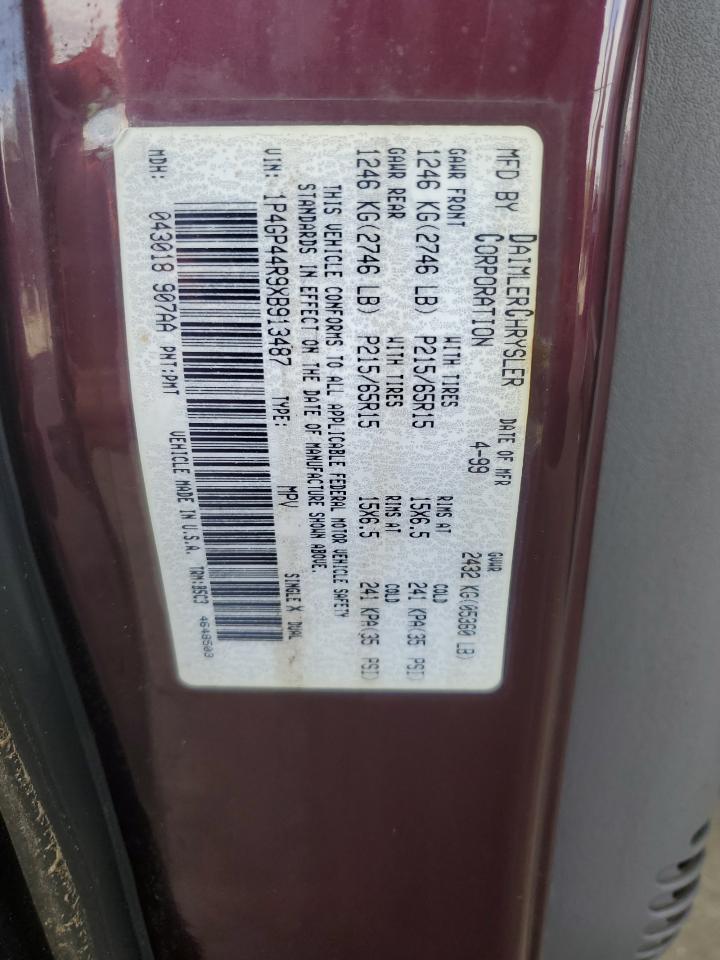 MFD BY DAIMLERCHRYSLER CORPORATION DATE OF MFR 4-99 GVWR 2432 KG(05360 LB)
GAWR FRONT WITH TIRES RIMS AT COLD
1246 KG(2746 LB) P215/65R15 15X6.5 241 KPA(35 PSI)
GAWR REAR WITH TIRES RIMS AT COLD
1246 KG(2746 LB) P215/65R15 15X6.5 241 KPA(35 PSI)
THIS VEHICLE CONFORMS TO ALL APPLICABLE FEDERAL MOTOR VEHICLE SAFETY
STANDARDS IN EFFECT ON THE DATE OF MANUFACTURE SHOWN ABOVE.
VIN: 1P4GP44R9XB913487 TYPE: MPV SINGLE X DUAL
MDH: 043018 907AA PNT:PMT VEHICLE MADE IN U.S.A. TRM:B5C3 4648503